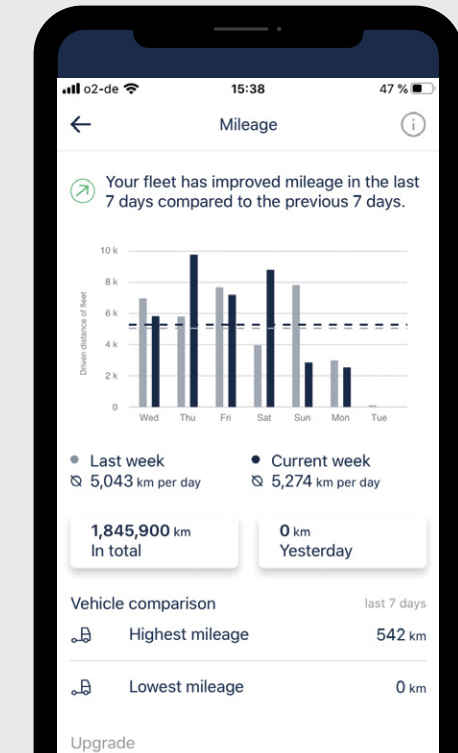 o2-de 15:38 47 %
Mileage
Your fleet has improved mileage in the last
7 days compared to the previous 7 days.
Driven distance of fleet
10 k
8 k
6 k
4 k
2 k
0
Wed Thu Fri Sat Sun Mon Tue
Last week Current week
5,043 km per day 5,274 km per day
1,845,900 km 0 km
In total Yesterday
Vehicle comparison last 7 days
Highest mileage 542 km
Lowest mileage 0 km
Upgrade